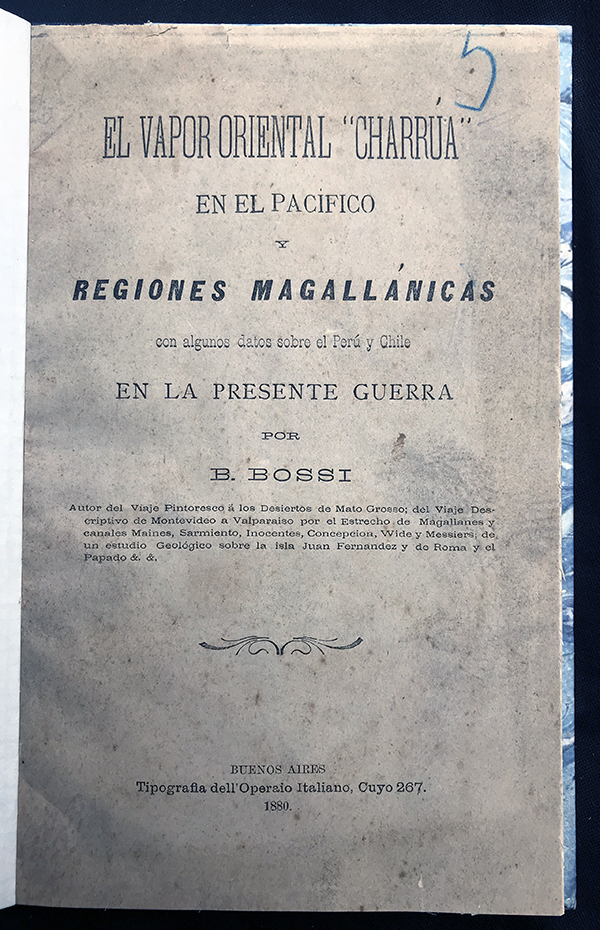 5
EL VAPOR ORIENTAL "CHARRÚA"
EN EL PACÍFICO
Y
REGIONES MAGALLÁNICAS
con algunos datos sobre el Perú y Chile
EN LA PRESENTE GUERRA
POR
B. BOSSI
Autor del Viaje Pintoresco á los Desiertos de Mato Grosso; del Viaje Des-
criptivo de Montevideo a Valparaiso por el Estrecho de Magallanes y
canales Maines, Sarmiento, Inocentes, Concepcion, Wide y Messiers; de
un estudio Geológico sobre la isla Juan Fernandez y de Roma y el
Papado &. &.
BUENOS AIRES
Tipografia dell'Operaio Italiano, Cuyo 267.
1880.